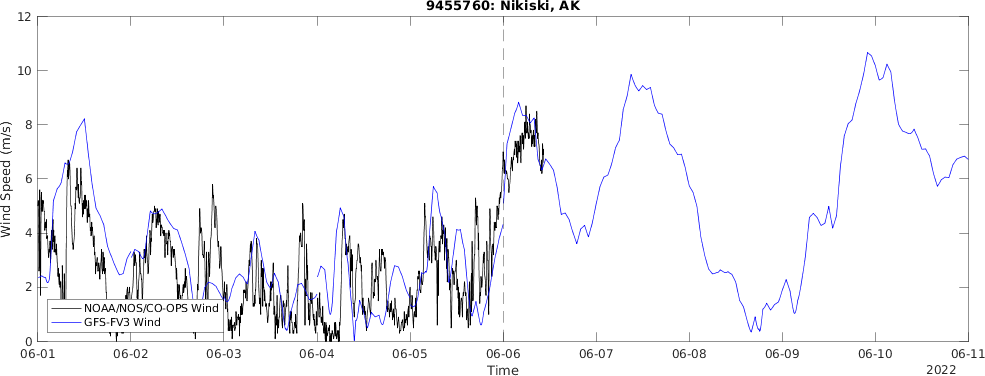 9455760: Nikiski, AK
Wind Speed (m/s)
12
10
8
6
4
2
0
NOAA/NOS/CO-OPS Wind
GFS-FV3 Wind
06-01 06-02 06-03 06-04 06-05 06-06 06-07 06-08 06-09 06-10 06-11
Time
2022